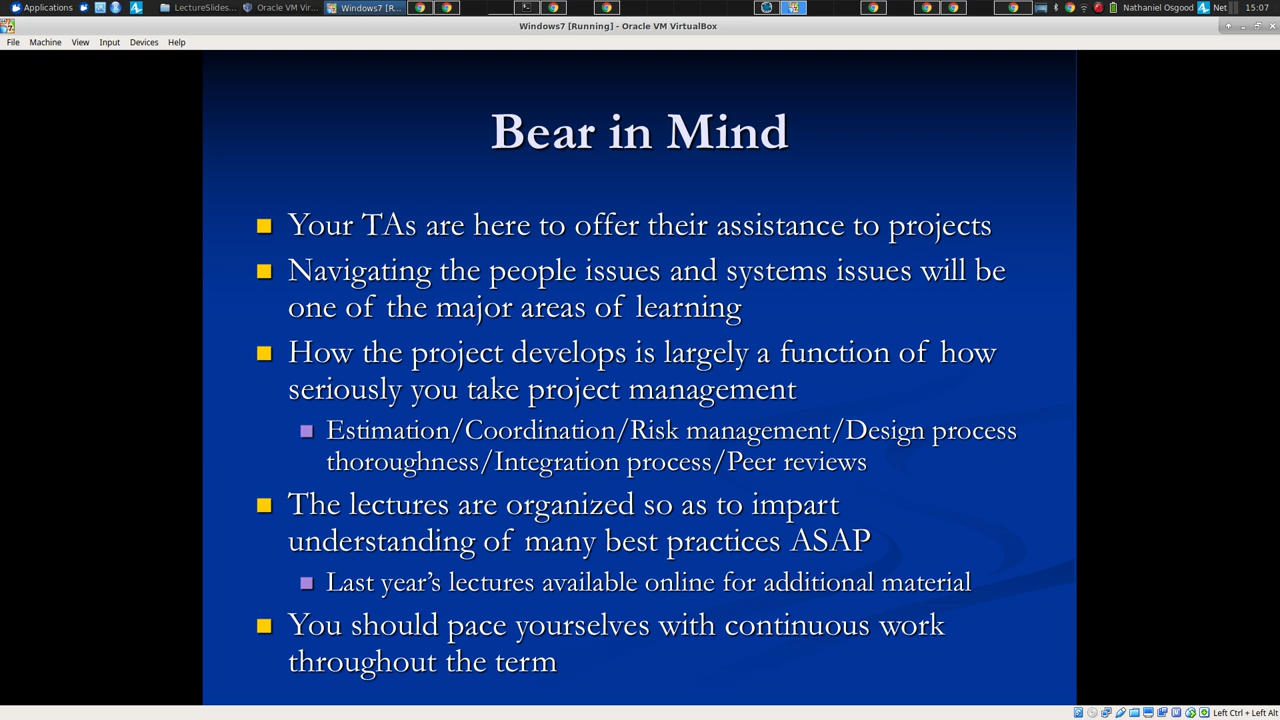 Applications
LectureSlides...
Oracle VM Vir...
Windows7 [R...
Nathaniel Osgood
Net
15:07
Windows7 [Running] - Oracle VM VirtualBox
File Machine View Input Devices Help
Bear in Mind
Your TAs are here to offer their assistance to projects
Navigating the people issues and systems issues will be
one of the major areas of learning
How the project develops is largely a function of how
seriously you take project management
Estimation/Coordination/Risk management/Design process
thoroughness/Integration process/Peer reviews
The lectures are organized so as to impart
understanding of many best practices ASAP
Last year’s lectures available online for additional material
You should pace yourselves with continuous work
throughout the term
Left Ctrl + Left Alt